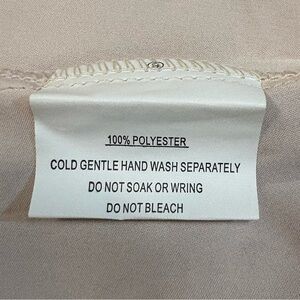 100% POLYESTER
COLD GENTLE HAND WASH SEPARATELY
DO NOT SOAK OR WRING
DO NOT BLEACH